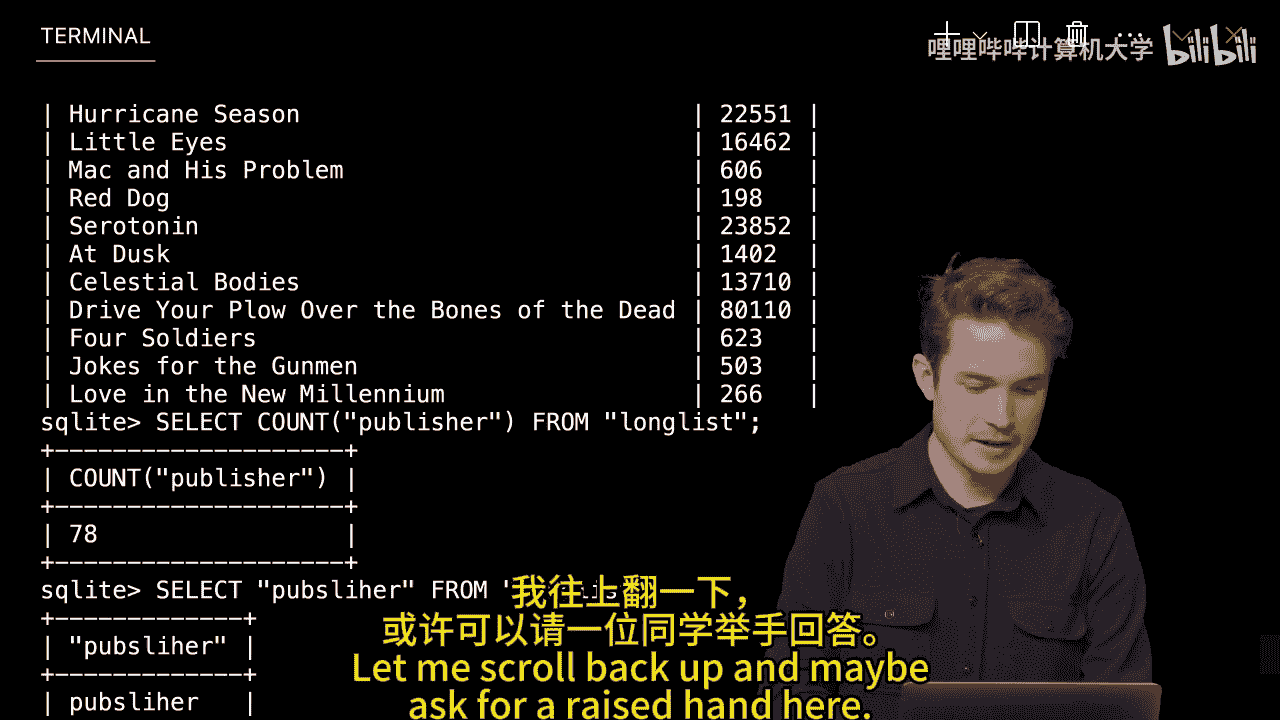 TERMINAL
哩哩哔哔计算机大学 bilibili
| Hurricane Season | 22551 |
| Little Eyes | 16462 |
| Mac and His Problem | 606 |
| Red Dog | 198 |
| Serotonin | 23852 |
| At Dusk | 1402 |
| Celestial Bodies | 13710 |
| Drive Your Plow Over the Bones of the Dead | 80110 |
| Four Soldiers | 623 |
| Jokes for the Gunmen | 503 |
| Love in the New Millennium | 266 |
sqlite> SELECT COUNT("publisher") FROM "longlist";
+--------------------+
| COUNT("publisher") |
+--------------------+
| 78 |
+--------------------+
sqlite> SELECT "pubsliher" FROM
+-------------+
| "pubsliher" |
+-------------+
| pubsliher |
我往上翻一下，
或许可以请一位同学举手回答。
Let me scroll back up and maybe
ask for a raised hand here.